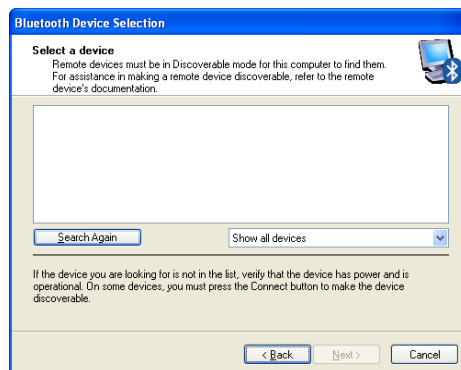 Bluetooth Device Selection
Select a device
Remote devices must be in Discoverable mode for this computer to find them.
For assistance in making a remote device discoverable, refer to the remote
device's documentation.
Search Again
Show all devices
If the device you are looking for is not in the list, verify that the device has power and is
operational. On some devices, you must press the Connect button to make the device
discoverable.
< Back
Next >
Cancel